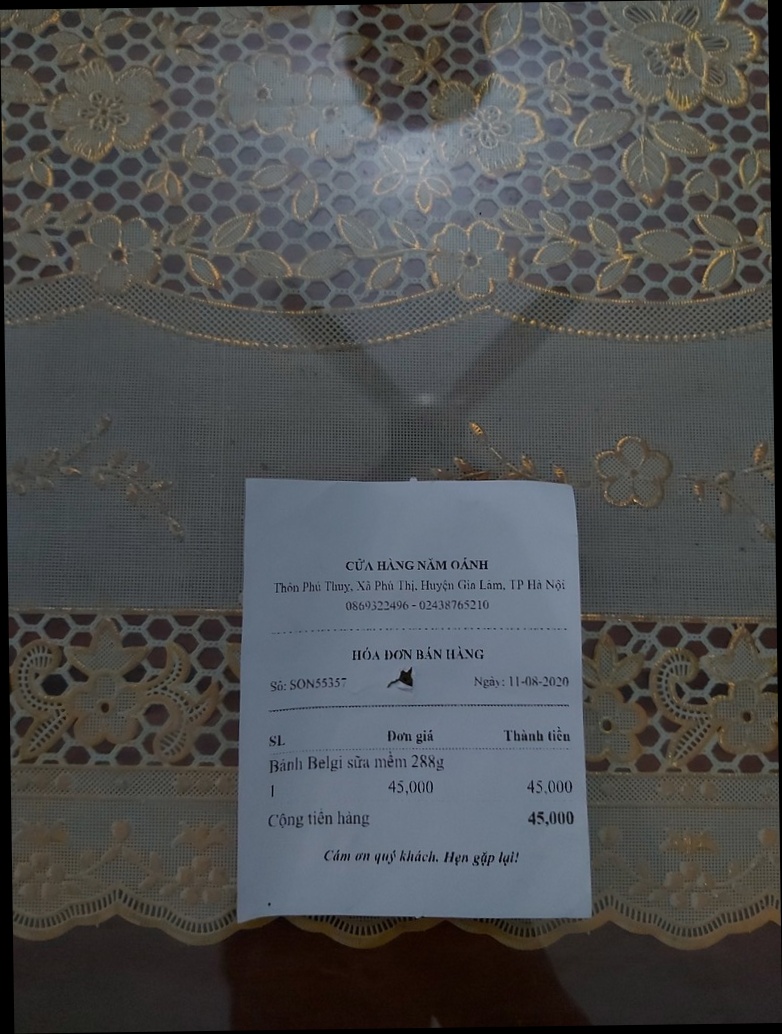 CỬA HÀNG NĂM OÁNH
Thôn Phú Thụy, Xã Phú Thị, Huyện Gia Lâm, TP Hà Nội
0869322496 - 02438765210
HÓA ĐƠN BÁN HÀNG
Số: SON55357 Ngày: 11-08-2020
SL Đơn giá Thành tiền
Bánh Belgi sữa mềm 288g
1 45,000 45,000
Cộng tiền hàng 45,000
Cám ơn quý khách. Hẹn gặp lại!